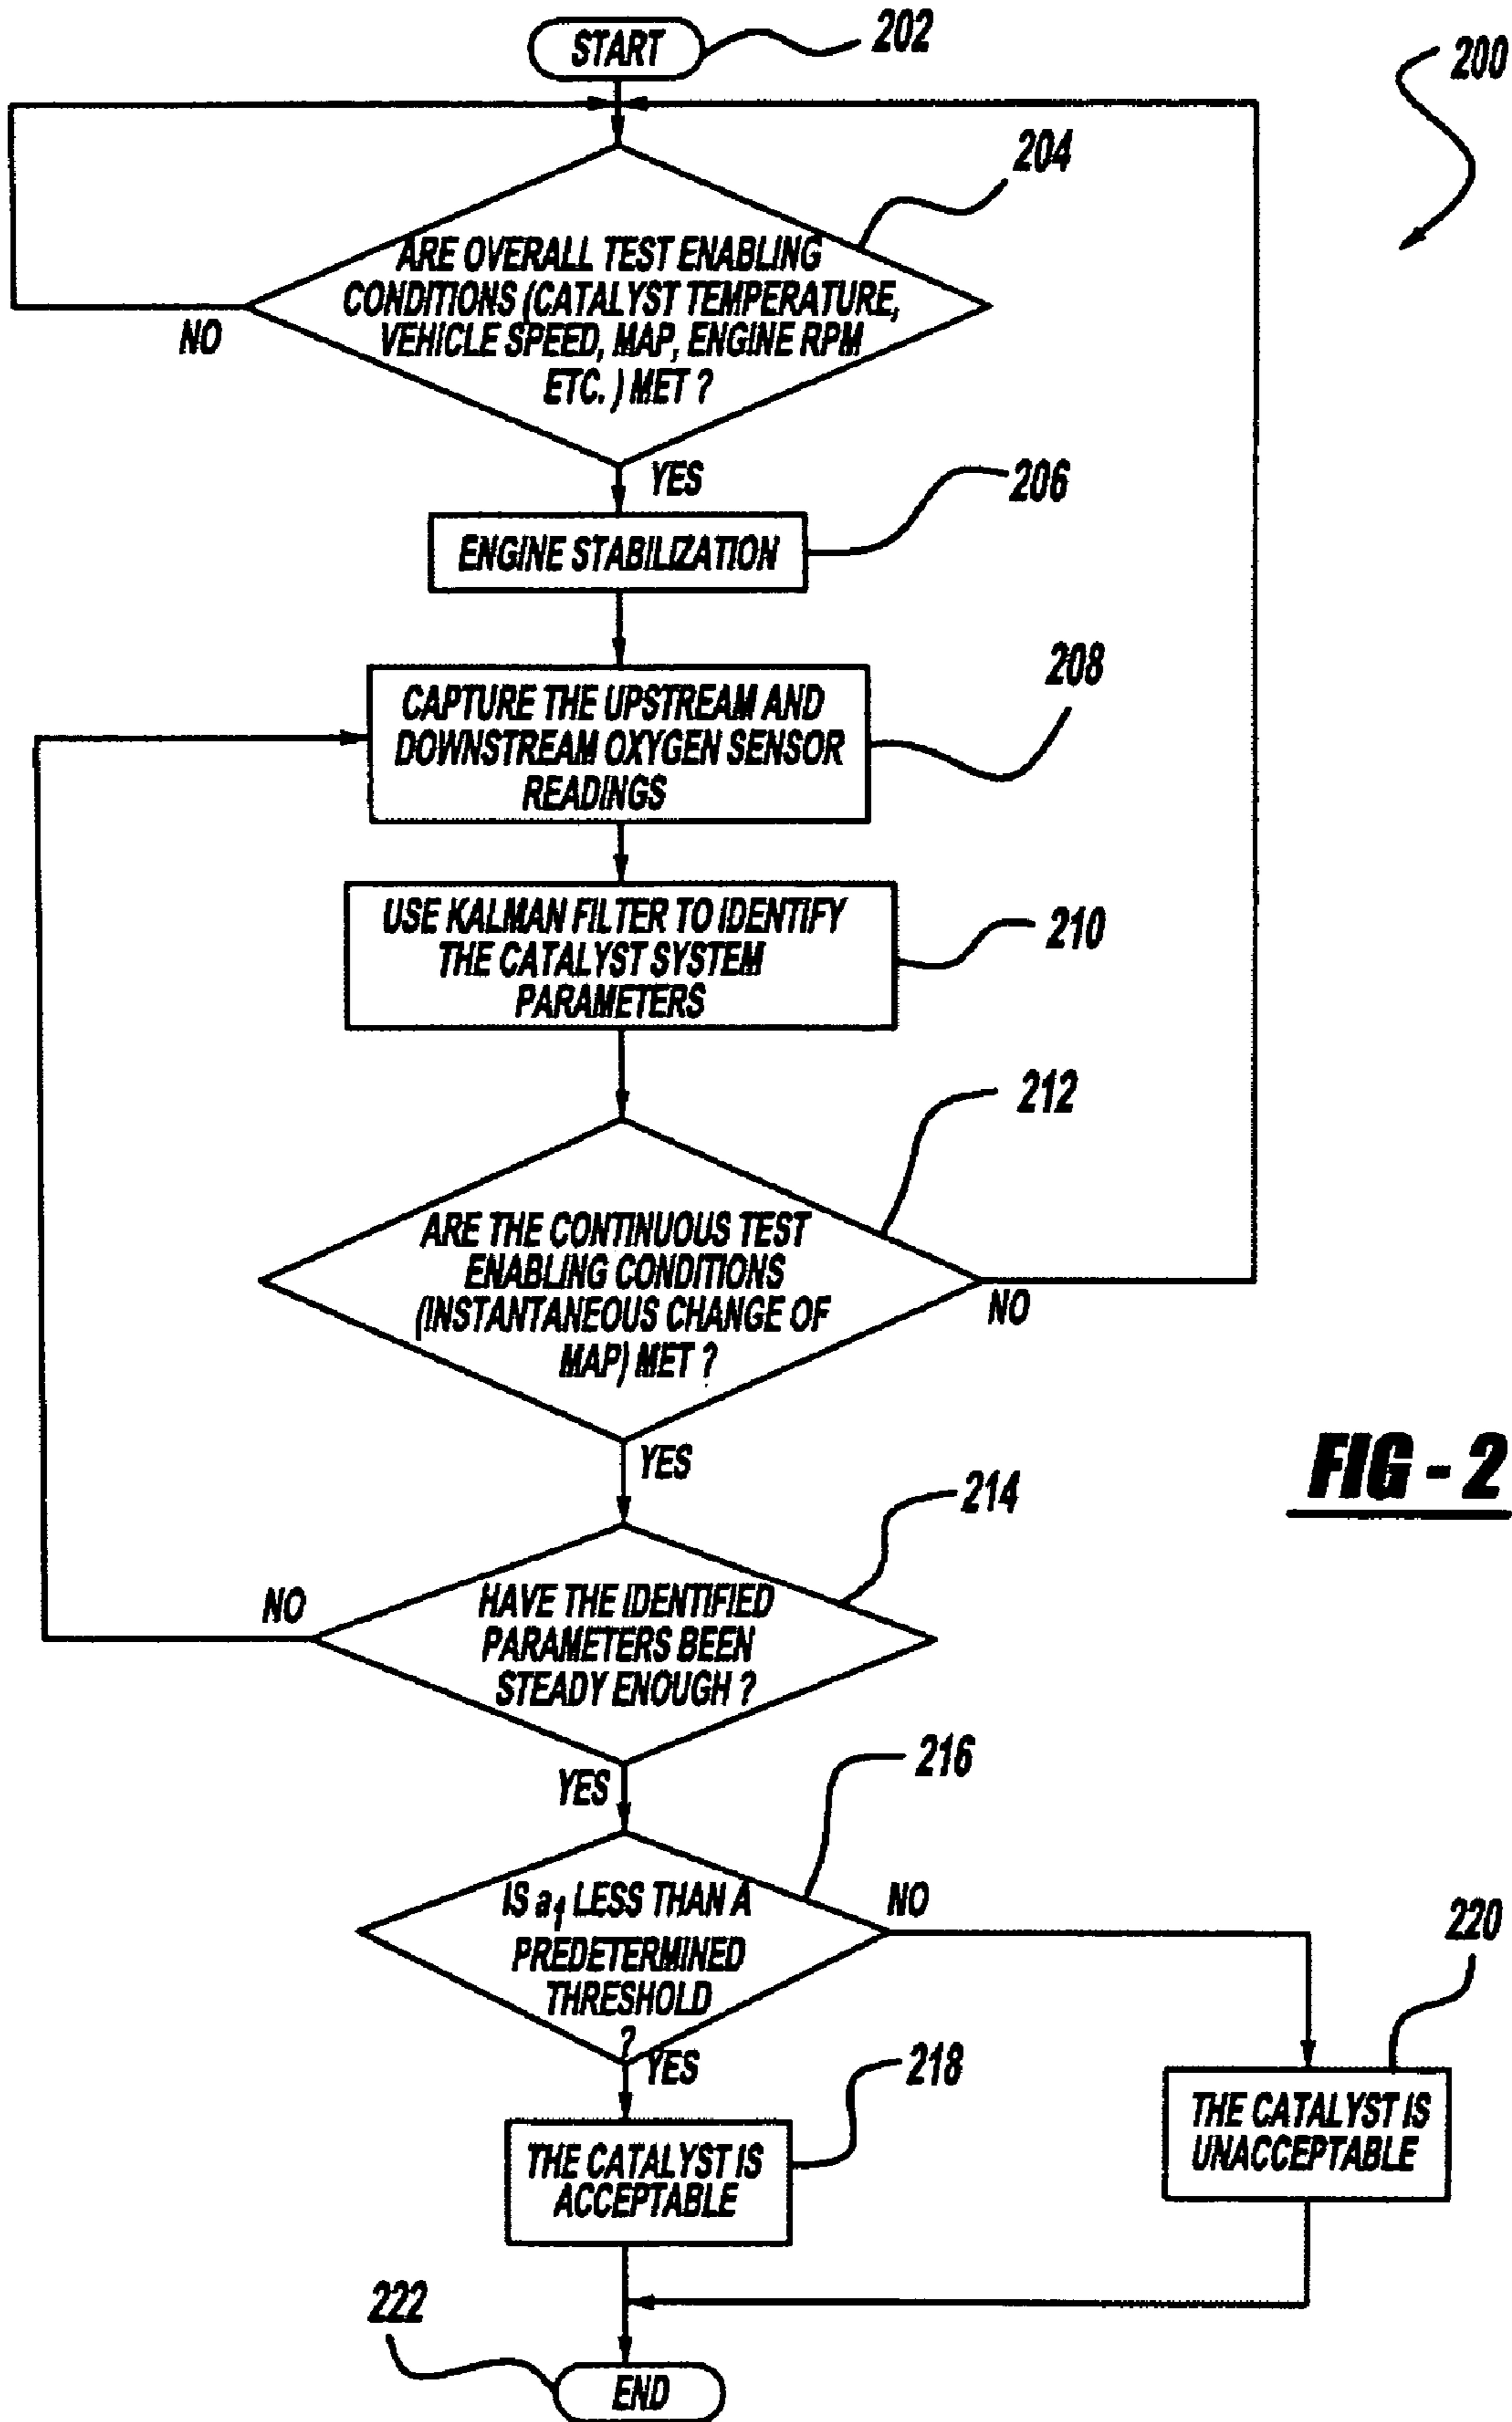 START
202
200
204
ARE OVERALL TEST ENABLING
CONDITIONS (CATALYST TEMPERATURE,
VEHICLE SPEED, MAP, ENGINE RPM
ETC. ) MET ?
NO
YES
206
ENGINE STABILIZATION
208
CAPTURE THE UPSTREAM AND
DOWNSTREAM OXYGEN SENSOR
READINGS
USE KALMAN FILTER TO IDENTIFY
THE CATALYST SYSTEM
PARAMETERS
210
212
ARE THE CONTINUOUS TEST
ENABLING CONDITIONS
(INSTANTANEOUS CHANGE OF
MAP) MET ?
NO
YES
FIG - 2
214
NO
HAVE THE IDENTIFIED
PARAMETERS BEEN
STEADY ENOUGH ?
YES
216
IS a₁ LESS THAN A
PREDETERMINED
THRESHOLD
?
NO
YES
220
218
THE CATALYST IS
ACCEPTABLE
THE CATALYST IS
UNACCEPTABLE
222
END